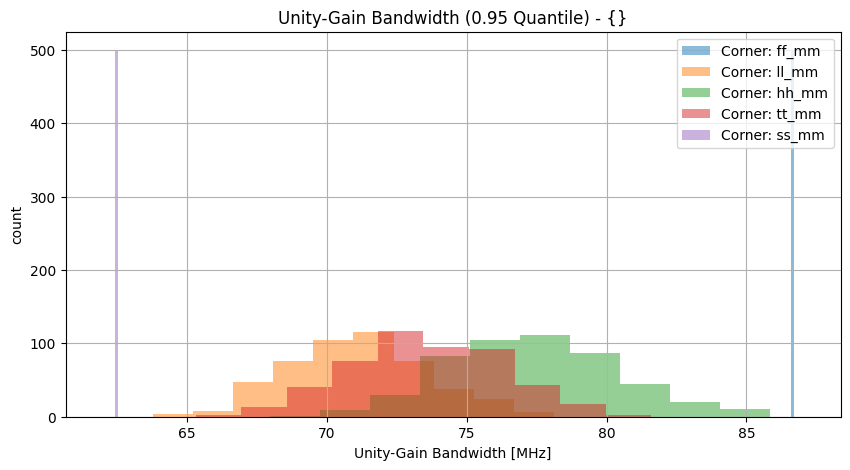 Unity-Gain Bandwidth (0.95 Quantile) - {}
500
400
300
200
100
0
count
65
70
75
80
85
Unity-Gain Bandwidth [MHz]
Corner: ff_mm
Corner: ll_mm
Corner: hh_mm
Corner: tt_mm
Corner: ss_mm